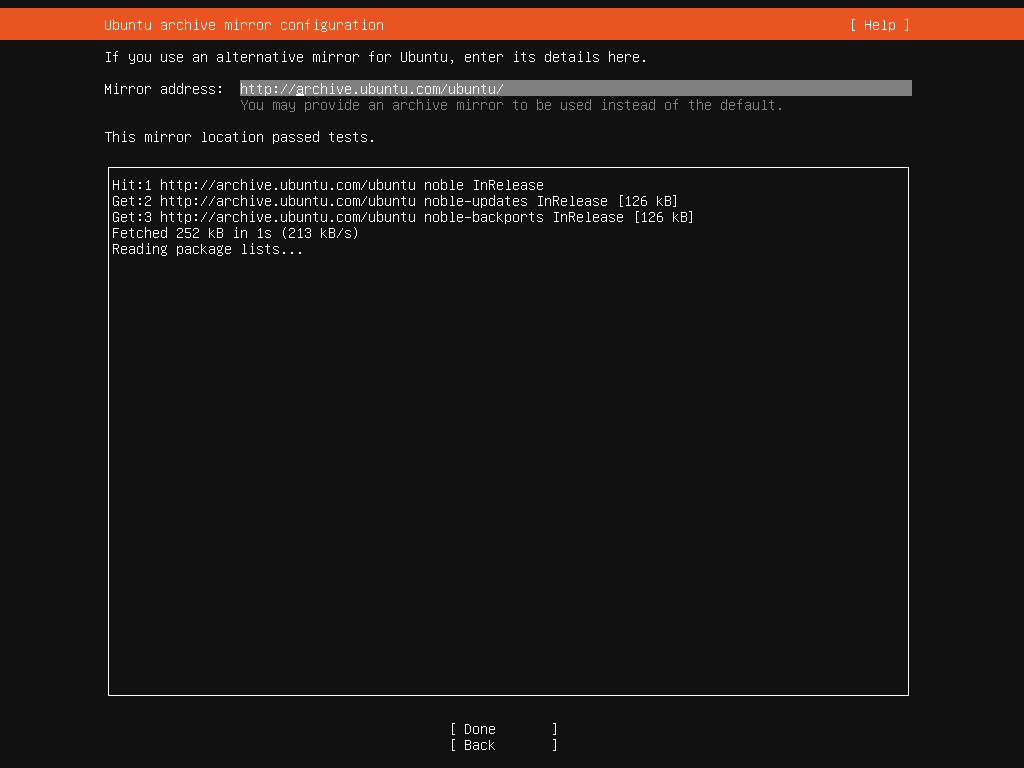 Ubuntu archive mirror configuration [ Help ]
If you use an alternative mirror for Ubuntu, enter its details here.
Mirror address: http://archive.ubuntu.com/ubuntu/
You may provide an archive mirror to be used instead of the default.
This mirror location passed tests.
Hit:1 http://archive.ubuntu.com/ubuntu noble InRelease
Get:2 http://archive.ubuntu.com/ubuntu noble-updates InRelease [126 kB]
Get:3 http://archive.ubuntu.com/ubuntu noble-backports InRelease [126 kB]
Fetched 252 kB in 1s (213 kB/s)
Reading package lists...
[ Done ]
[ Back ]